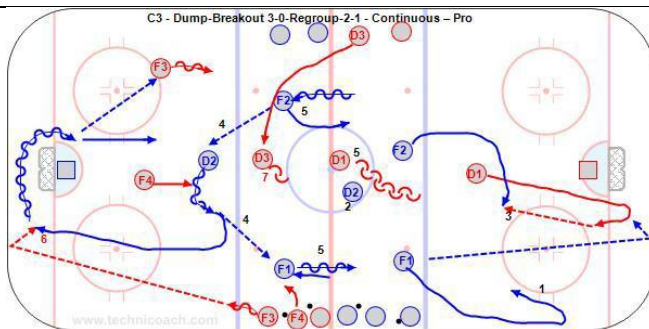 C3 - Dump-Breakout 3-0-Regroup-2-1 - Continuous – Pro
D3
F3
F2
4
5
F2
D2
D3
D1
5
7
F4
D1
D2
2
3
4
6
5
F1
F1
1
F3
F4
www.technicoach.com